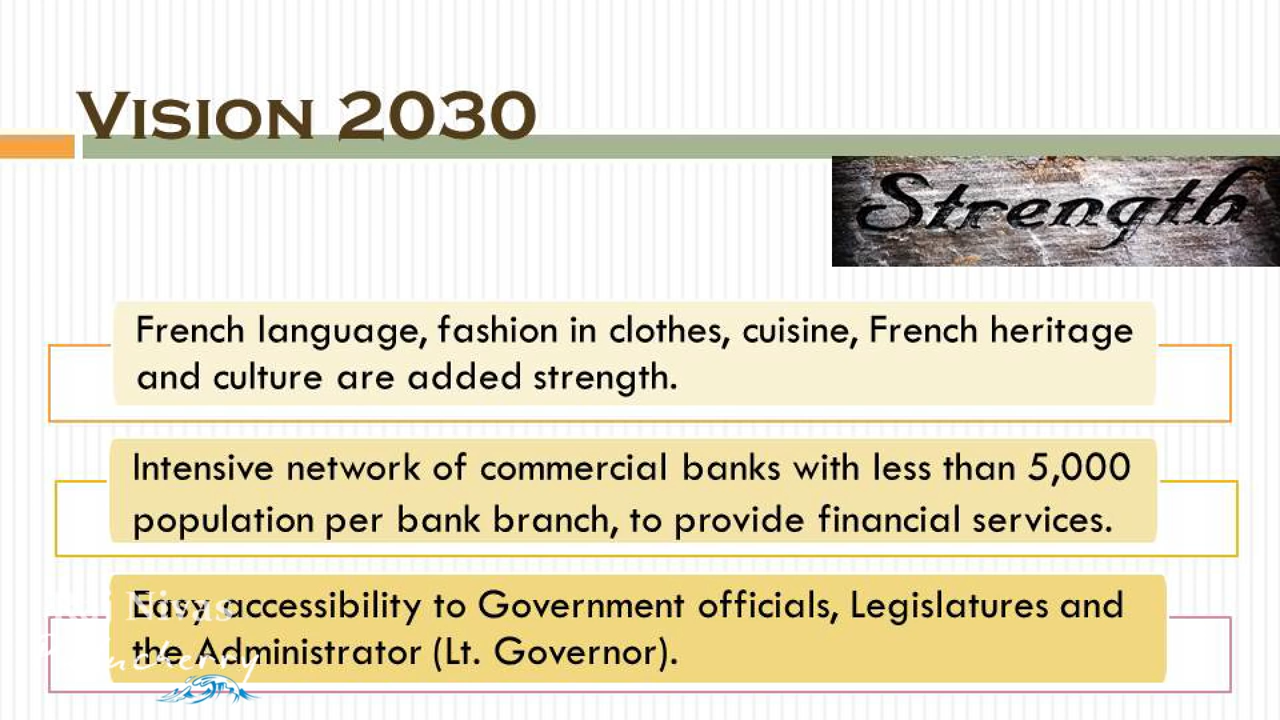 Vision 2030
Strength
French language, fashion in clothes, cuisine, French heritage
and culture are added strength.
Intensive network of commercial banks with less than 5,000
population per bank branch, to provide financial services.
Easy accessibility to Government officials, Legislatures and
the Administrator (Lt. Governor).
Nivas